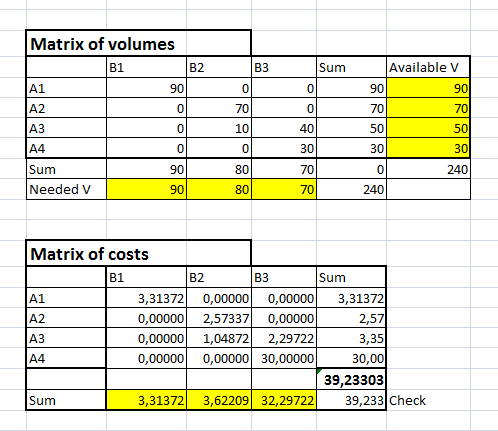 Matrix of volumes
B1 B2 B3 Sum Available V
A1 90 0 0 90 90
A2 0 70 0 70 70
A3 0 10 40 50 50
A4 0 0 30 30 30
Sum 90 80 70 0 240
Needed V 90 80 70 240
Matrix of costs
B1 B2 B3 Sum
A1 3,31372 0,00000 0,00000 3,31372
A2 0,00000 2,57337 0,00000 2,57
A3 0,00000 1,04872 2,29722 3,35
A4 0,00000 0,00000 30,00000 30,00
39,23303
Sum 3,31372 3,62209 32,29722 39,233 Check